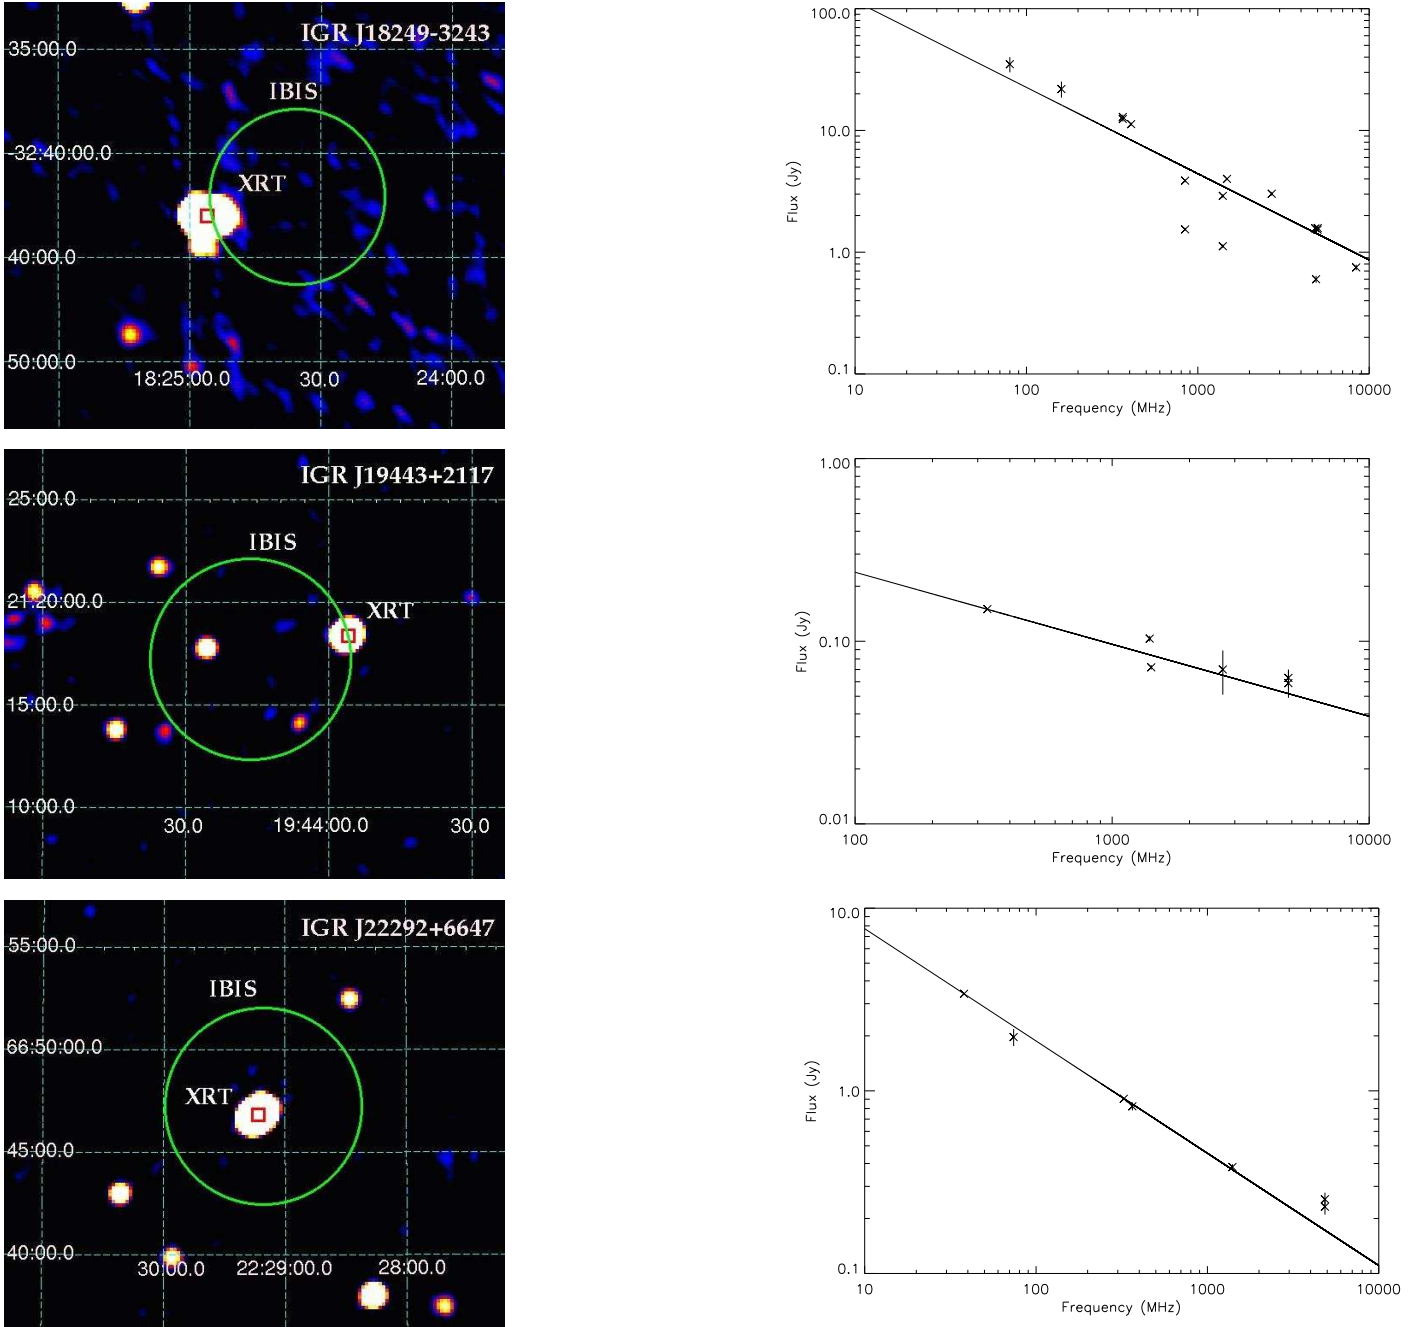 IGR J18249-3243
35:00.0
IBIS
-32:40:00.0
XRT
40:00.0
50:00.0
18:25:00.0 30.0 24:00.0
100.0
10.0
1.0
0.1
Flux (Jy)
10 100 1000 10000
Frequency (MHz)
IGR J19443+2117
25:00.0
IBIS
21:20:00.0
XRT
15:00.0
10:00.0
30.0 19:44:00.0 30.0
1.00
0.10
0.01
Flux (Jy)
100 1000 10000
Frequency (MHz)
IGR J22292+6647
55:00.0
IBIS
66:50:00.0
XRT
45:00.0
40:00.0
30:00.0 22:29:00.0 28:00.0
10.0
1.0
0.1
Flux (Jy)
10 100 1000 10000
Frequency (MHz)